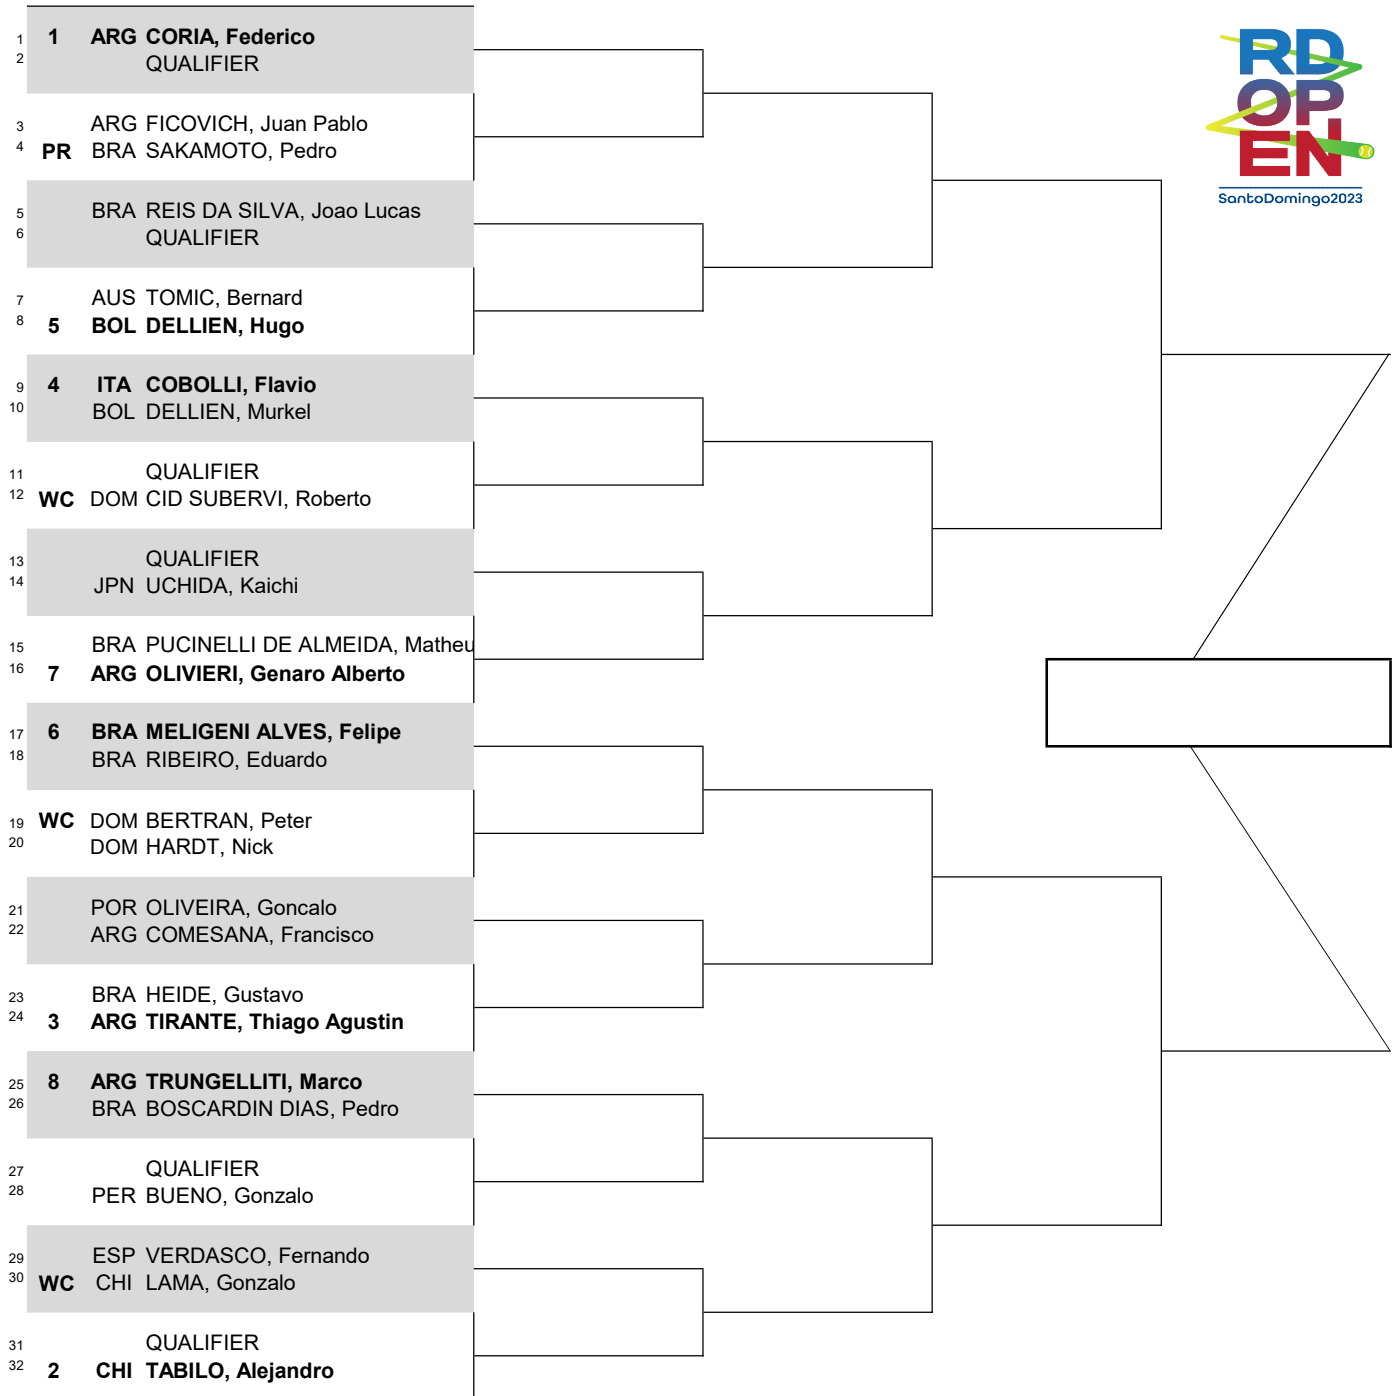 1 1 ARG CORIA, Federico
2 QUALIFIER
3 ARG FICOVICH, Juan Pablo
4 PR BRA SAKAMOTO, Pedro
5 BRA REIS DA SILVA, Joao Lucas
6 QUALIFIER
7 AUS TOMIC, Bernard
8 5 BOL DELLIEN, Hugo
9 4 ITA COBOLLI, Flavio
10 BOL DELLIEN, Murkel
11 QUALIFIER
12 WC DOM CID SUBERVI, Roberto
13 QUALIFIER
14 JPN UCHIDA, Kaichi
15 BRA PUCINELLI DE ALMEIDA, Matheu
16 7 ARG OLIVIERI, Genaro Alberto
17 6 BRA MELIGENI ALVES, Felipe
18 BRA RIBEIRO, Eduardo
19 WC DOM BERTRAN, Peter
20 DOM HARDT, Nick
21 POR OLIVEIRA, Goncalo
22 ARG COMESANA, Francisco
23 BRA HEIDE, Gustavo
24 3 ARG TIRANTE, Thiago Agustin
25 8 ARG TRUNGELLITI, Marco
26 BRA BOSCARDIN DIAS, Pedro
27 QUALIFIER
28 PER BUENO, Gonzalo
29 ESP VERDASCO, Fernando
30 WC CHI LAMA, Gonzalo
31 QUALIFIER
32 2 CHI TABILO, Alejandro
RD
OP
EN
SantoDomingo2023